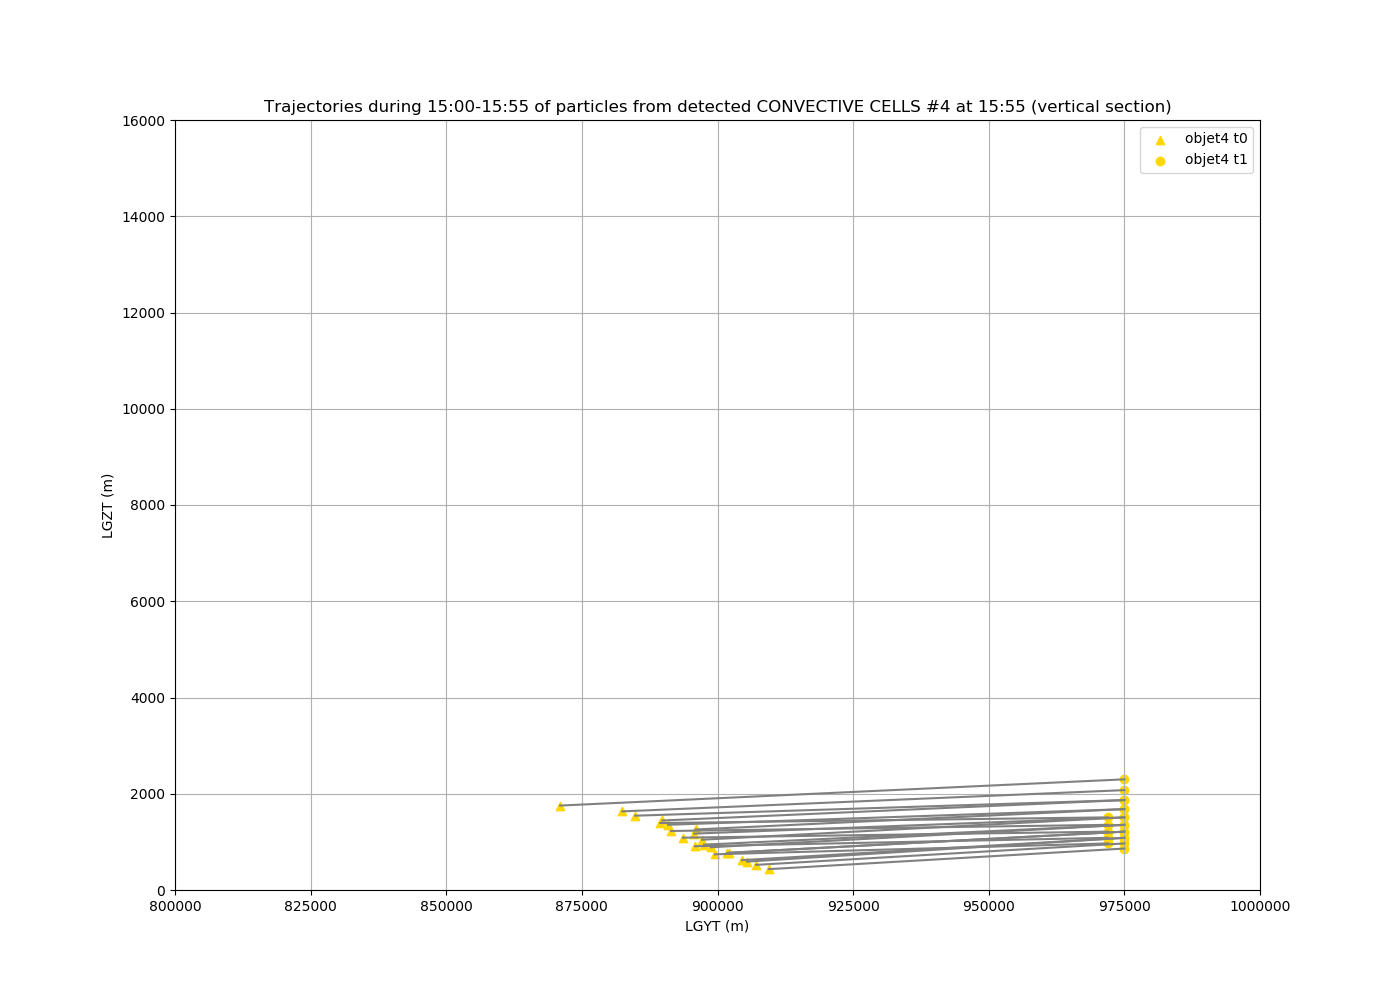 Trajectories during 15:00-15:55 of particles from detected CONVECTIVE CELLS #4 at 15:55 (vertical section)
objet4 t0
objet4 t1
16000
14000
12000
10000
8000
6000
4000
2000
0
LGZT (m)
800000 825000 850000 875000 900000 925000 950000 975000 1000000
LGYT (m)